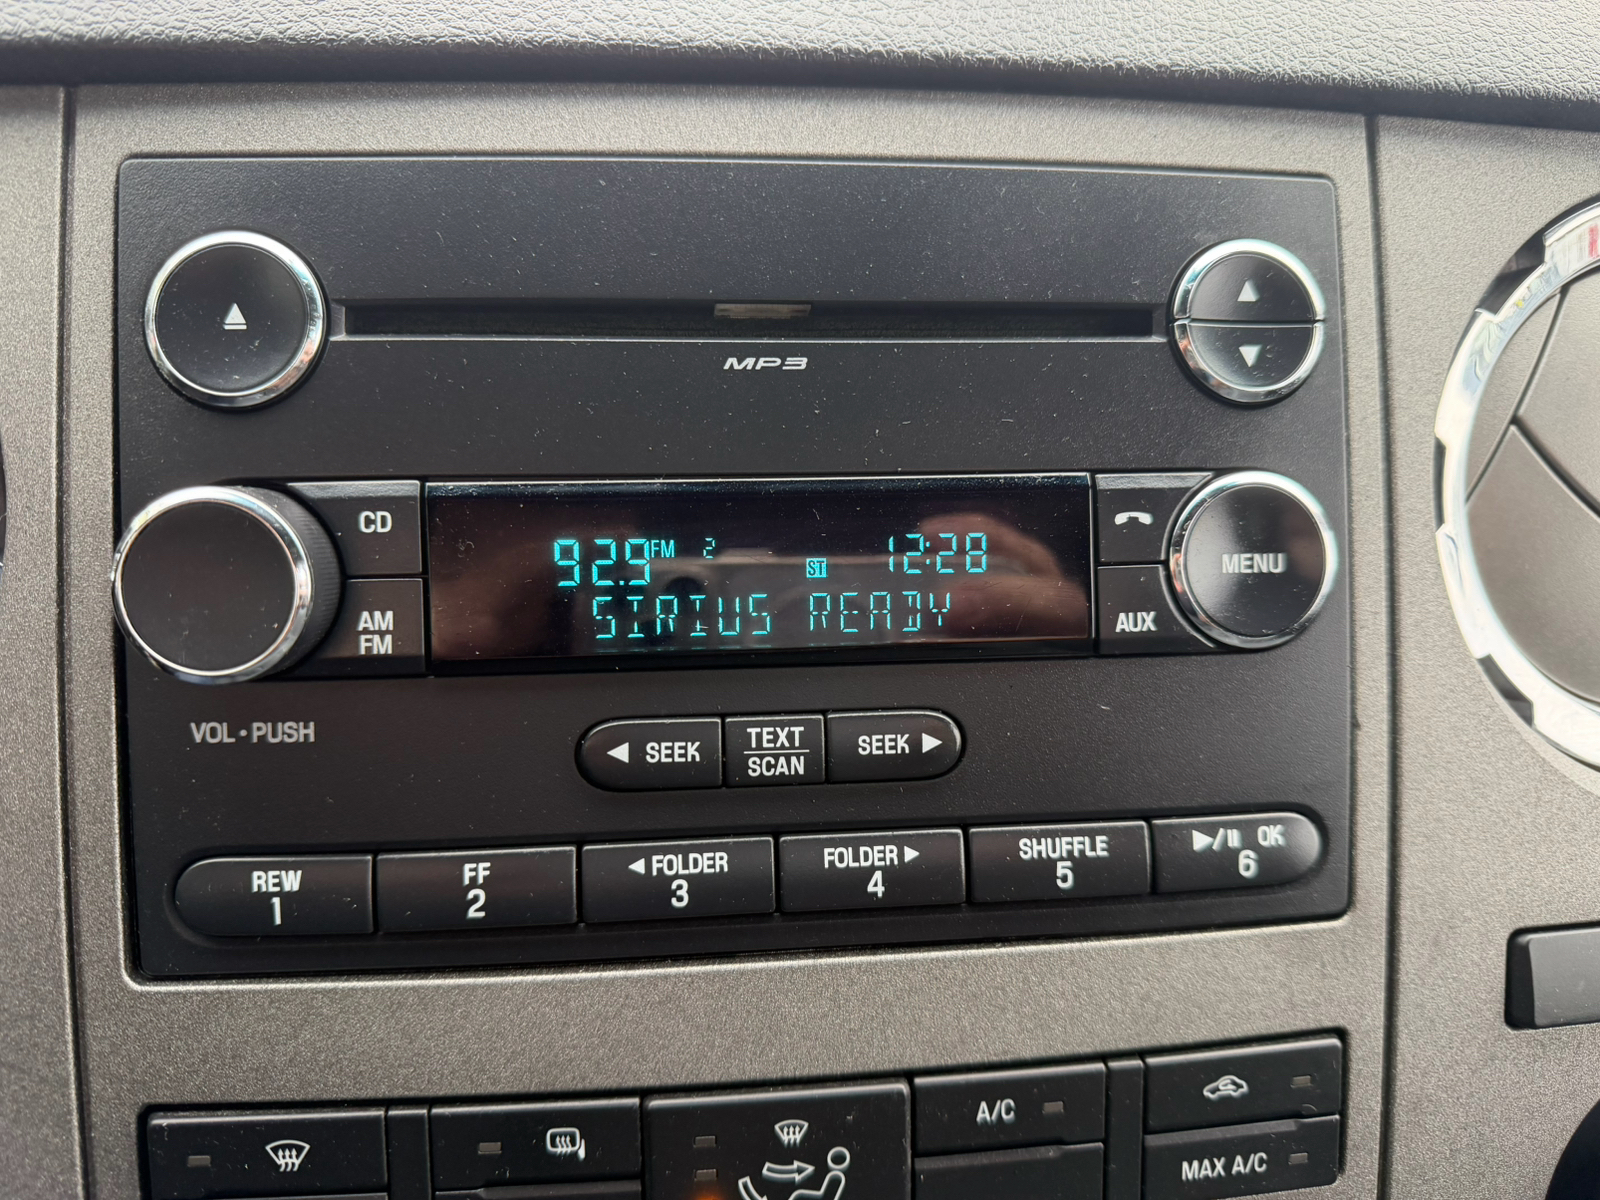 MP3
CD
92.9 FM 2 ST 12:28
SIRIUS READY
MENU
AM
FM
AUX
VOL•PUSH
◀ SEEK
TEXT
SCAN
SEEK ▶
REW
1
FF
2
◀ FOLDER
3
FOLDER ▶
4
SHUFFLE
5
▶/II OK
6
A/C
MAX A/C